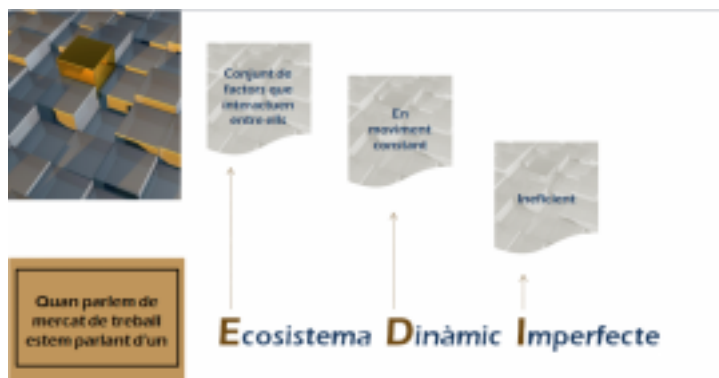 Conjunt de
factors que
interactuen
entre ells
En
moviment
constant
Ineficient
Quan parlem de
mercat de treball
estem parlant d'un
Ecosistema Dinàmic Imperfecte